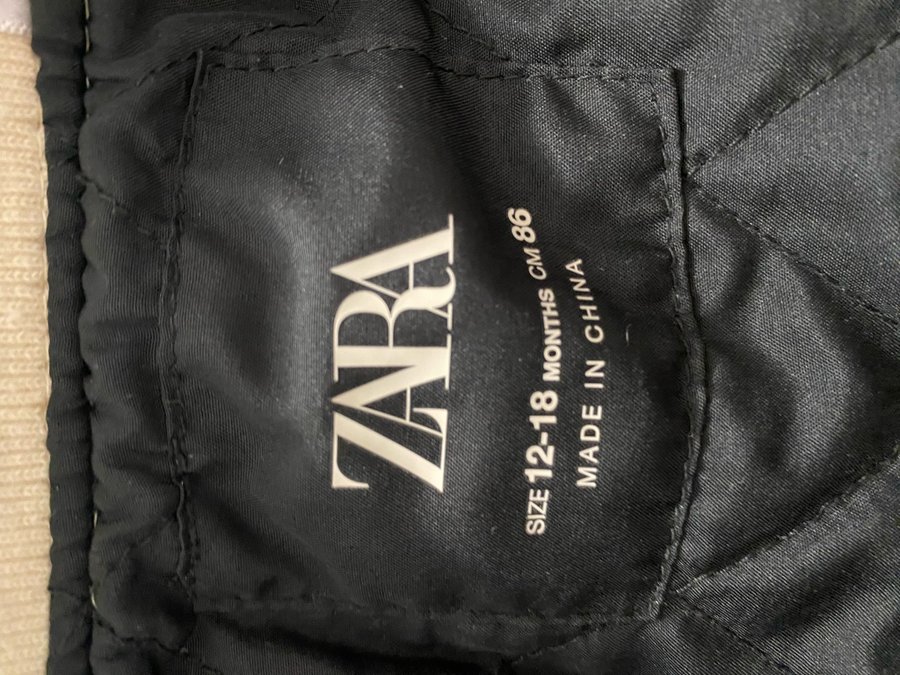 ZARA
SIZE 12-18 MONTHS CM 86
MADE IN CHINA